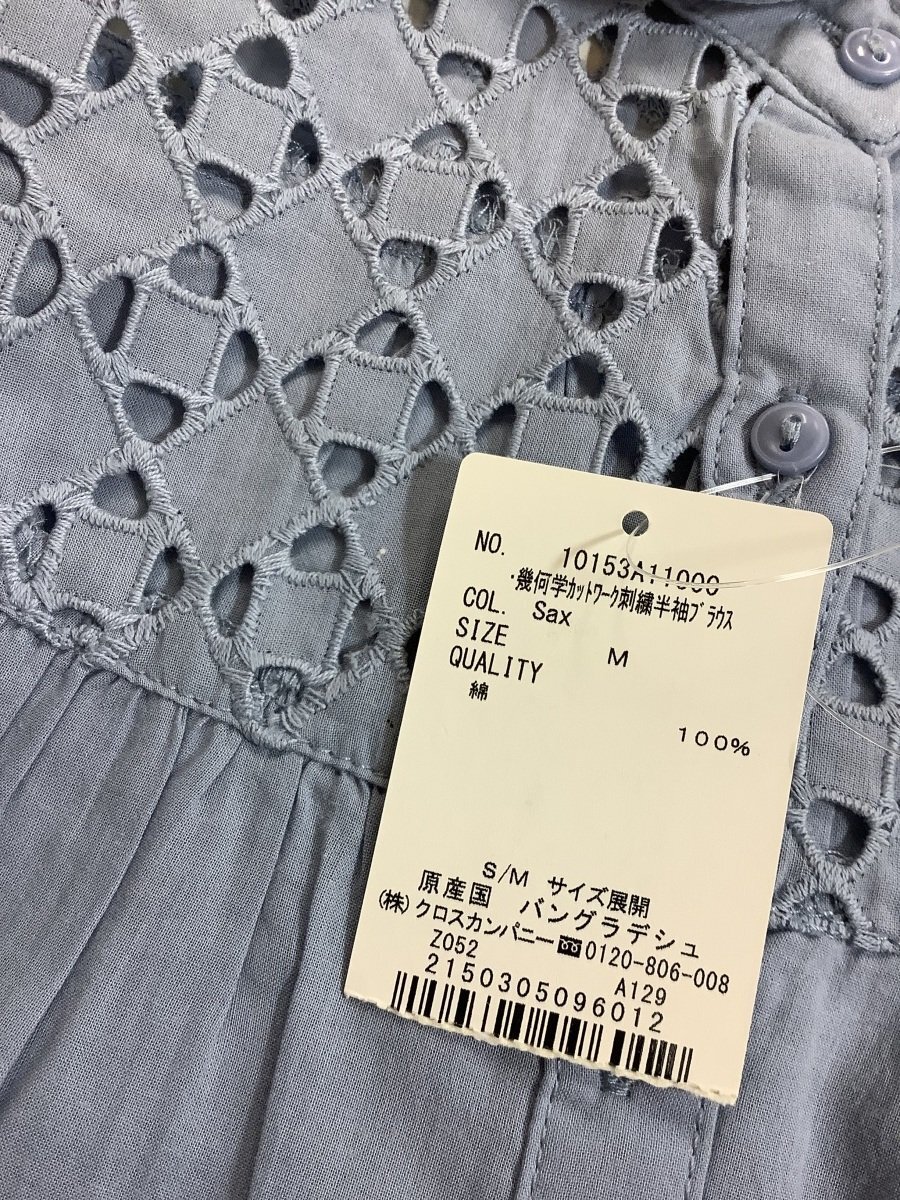 NO. 10153A11000
・幾何学カットワーク刺繍半袖ブラウス
COL. Sax
SIZE M
QUALITY
綿
100%
S/M サイズ展開
原産国 バングラデシュ
(株)クロスカンパニー 0120-806-008
Z052 A129
2150305096012